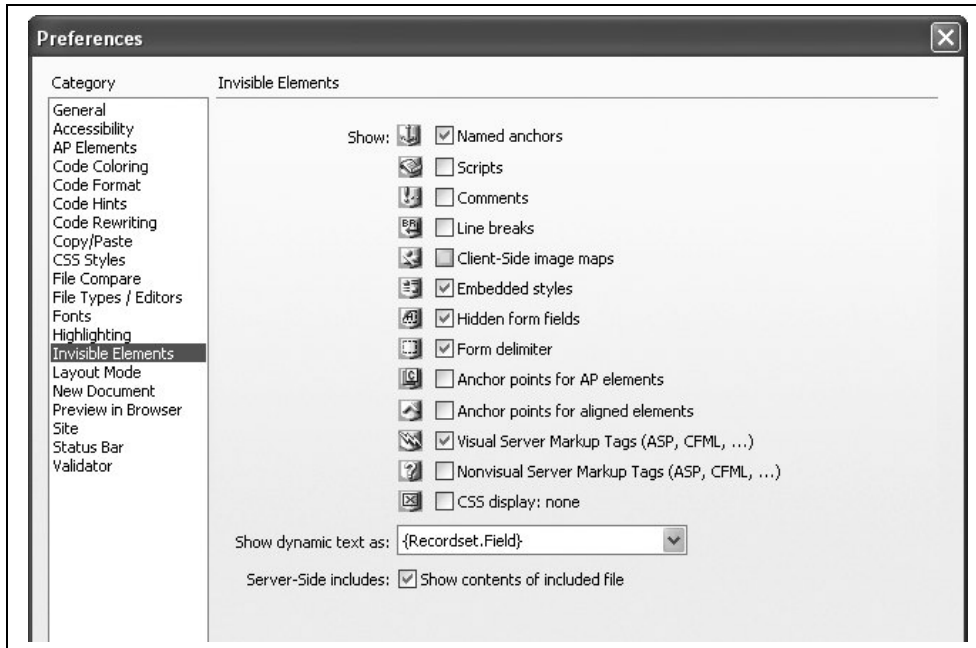 Preferences
Category
Invisible Elements
General
Accessibility
AP Elements
Code Coloring
Code Format
Code Hints
Code Rewriting
Copy/Paste
CSS Styles
File Compare
File Types / Editors
Fonts
Highlighting
Invisible Elements
Layout Mode
New Document
Preview in Browser
Site
Status Bar
Validator
Show: Named anchors
Scripts
Comments
BR Line breaks
Client-Side image maps
Embedded styles
Hidden form fields
Form delimiter
C Anchor points for AP elements
Anchor points for aligned elements
Visual Server Markup Tags (ASP, CFML, ...)
? Nonvisual Server Markup Tags (ASP, CFML, ...)
CSS display: none
Show dynamic text as: {Recordset.Field}
Server-Side includes: Show contents of included file